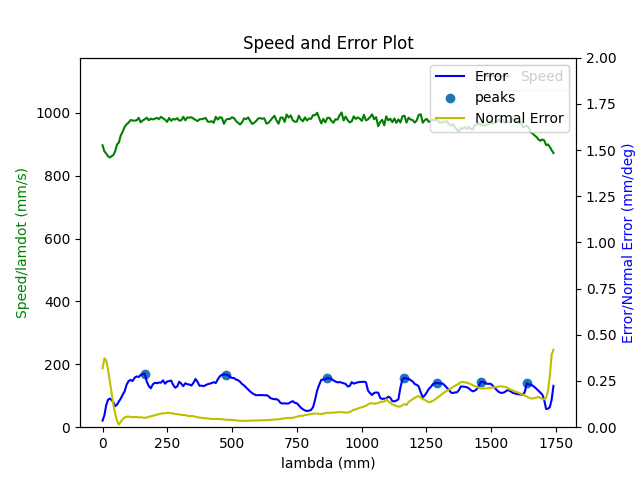 Speed and Error Plot
Speed
Error
peaks
Normal Error
Speed/lamdot (mm/s)
1000
800
600
400
200
0
2.00
1.75
1.50
1.25
1.00
0.75
0.50
0.25
0.00
Error/Normal Error (mm/deg)
0 250 500 750 1000 1250 1500 1750
lambda (mm)